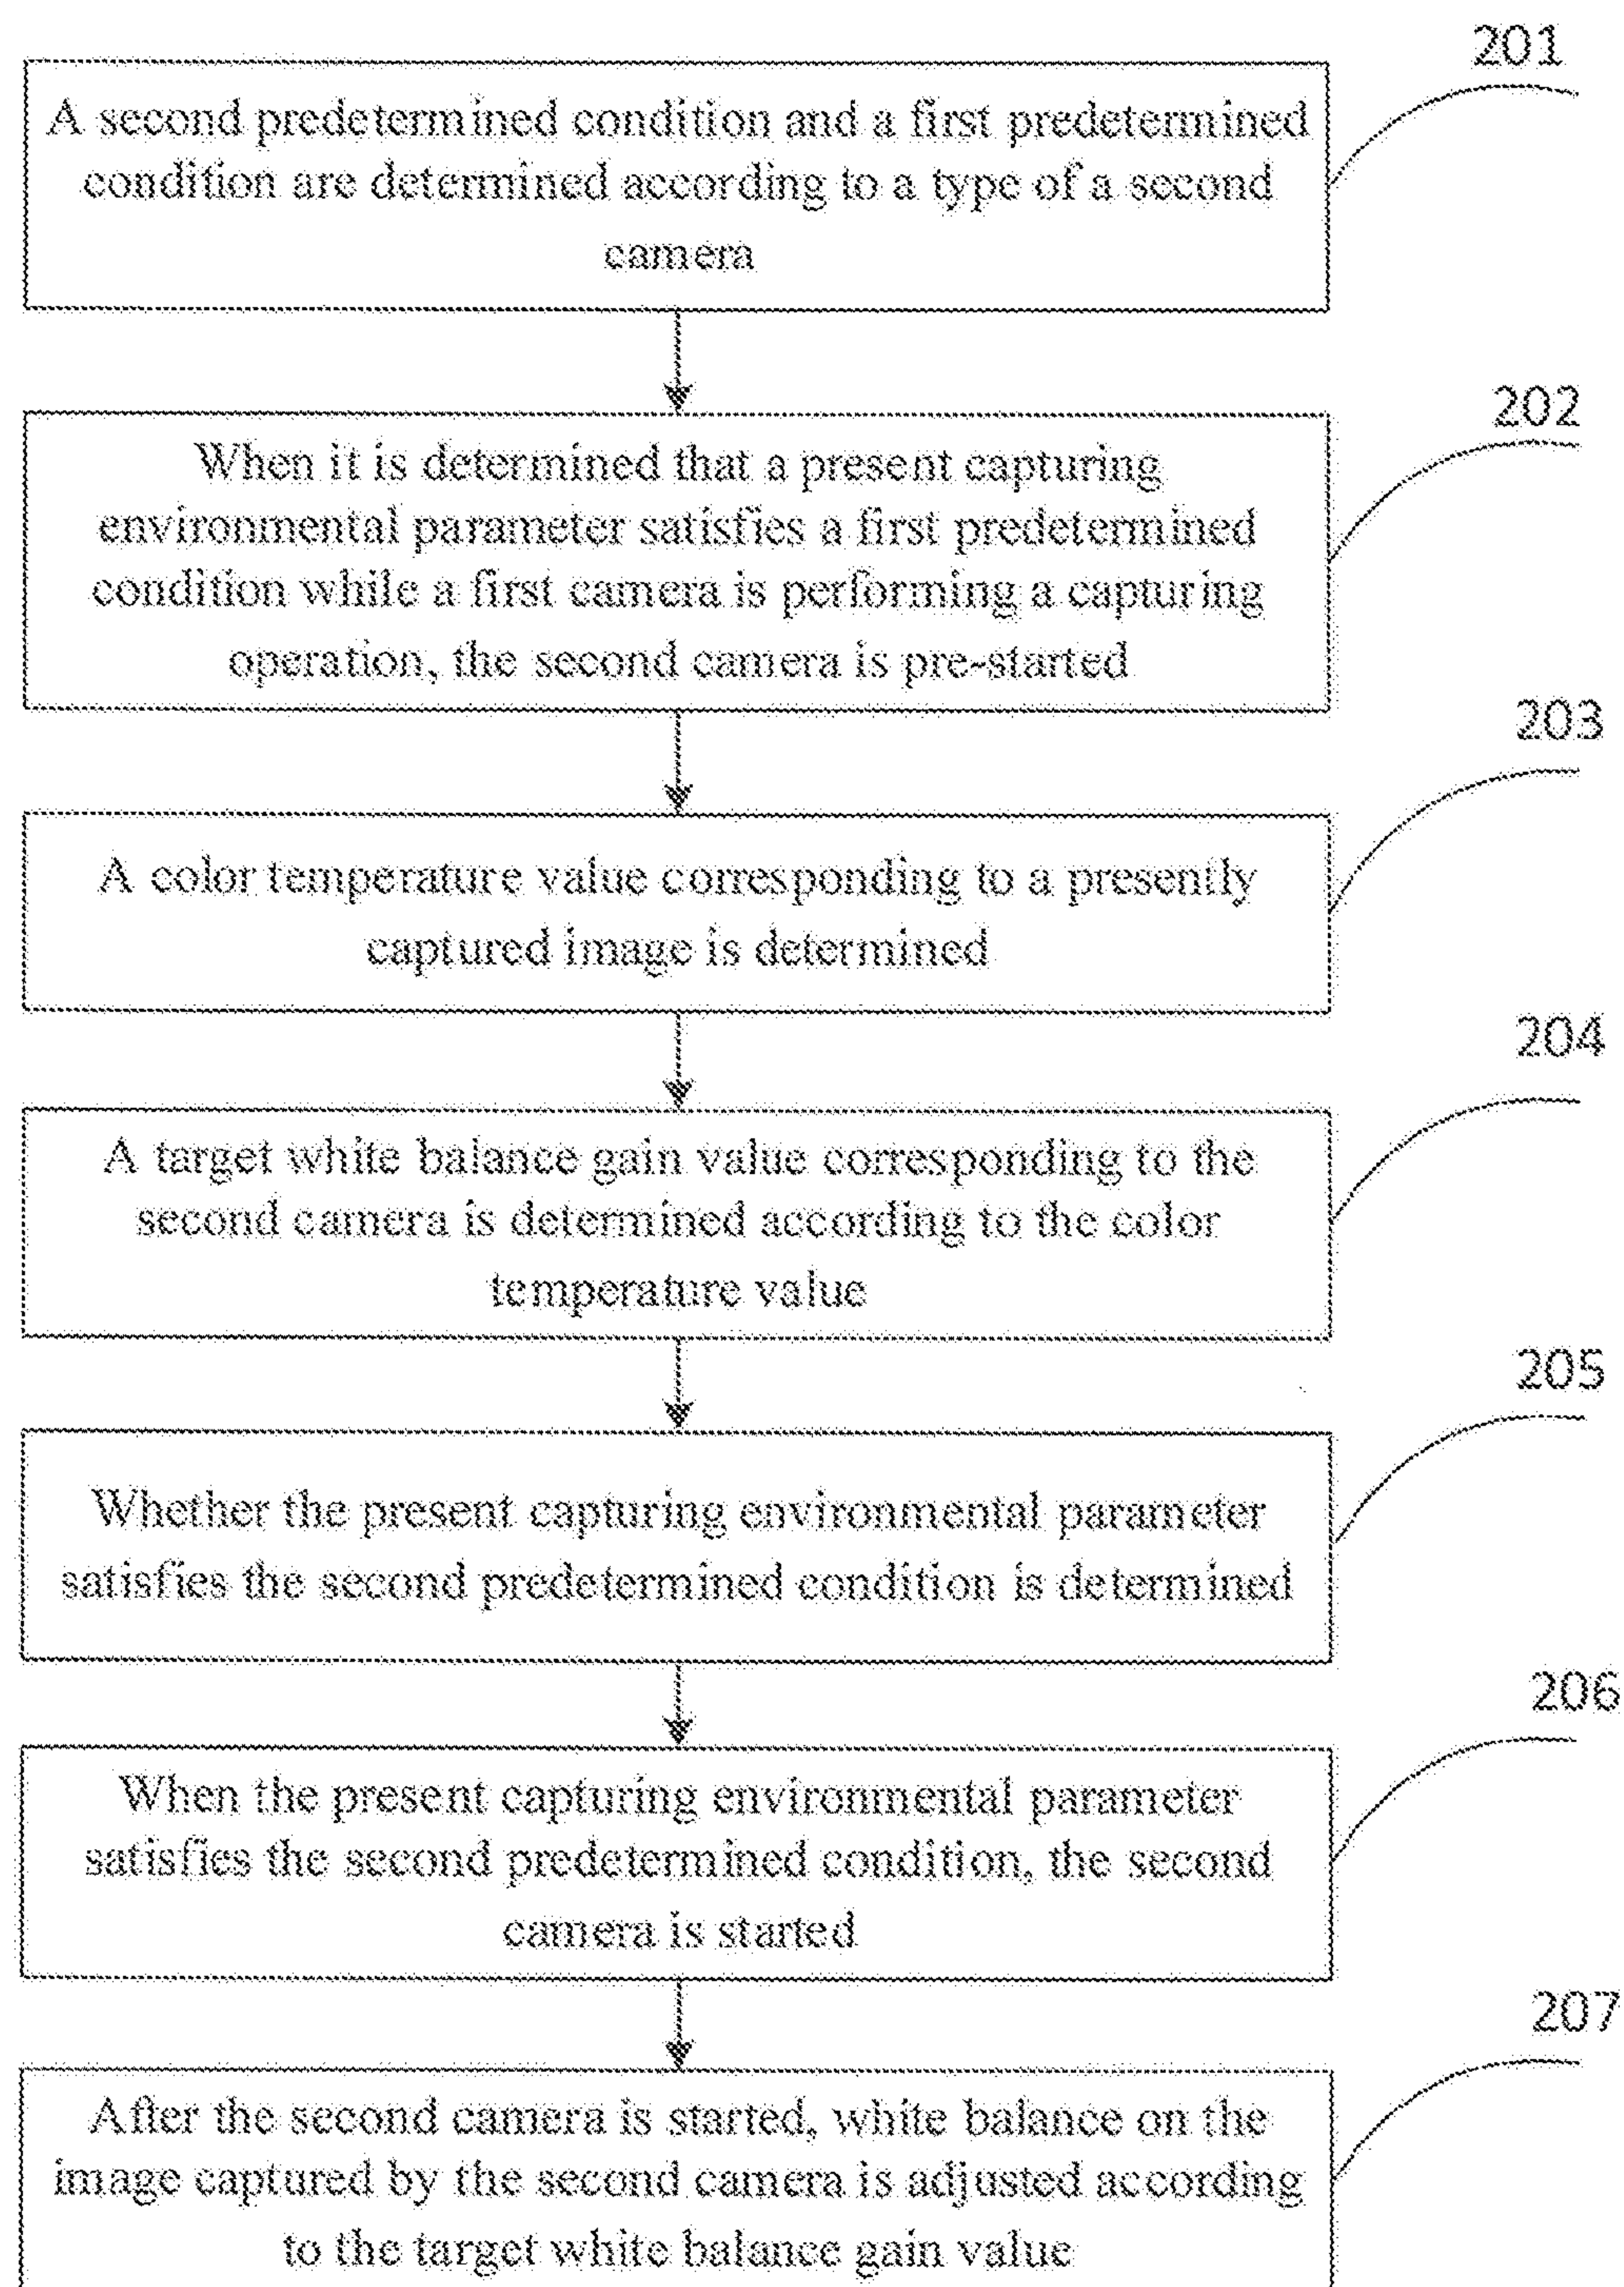 201
A second predetermined condition and a first predetermined
condition are determined according to a type of a second
camera
202
When it is determined that a present capturing
environmental parameter satisfies a first predetermined
condition while a first camera is performing a capturing
operation, the second camera is pre-started
203
A color temperature value corresponding to a presently
captured image is determined
204
A target white balance gain value corresponding to the
second camera is determined according to the color
temperature value
205
Whether the present capturing environmental parameter
satisfies the second predetermined condition is determined
206
When the present capturing environmental parameter
satisfies the second predetermined condition, the second
camera is started
207
After the second camera is started, white balance on the
image captured by the second camera is adjusted according
to the target white balance gain value